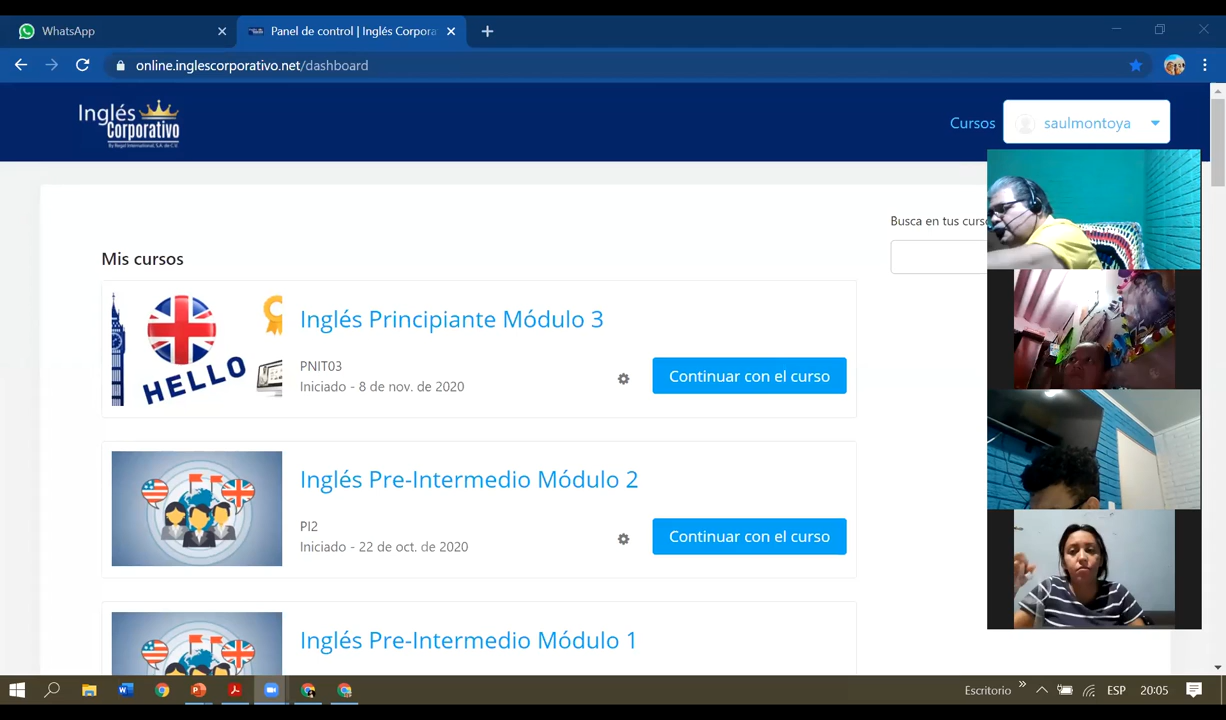 WhatsApp
Panel de control | Inglés Corpora
online.inglescorporativo.net/dashboard
Inglés
Corporativo
Cursos
saulmontoya
Busca en tus curso
Mis cursos
HELLO
Inglés Principiante Módulo 3
PNIT03
Iniciado - 8 de nov. de 2020
Continuar con el curso
Inglés Pre-Intermedio Módulo 2
PI2
Iniciado - 22 de oct. de 2020
Continuar con el curso
Inglés Pre-Intermedio Módulo 1
Escritorio
ESP
20:05